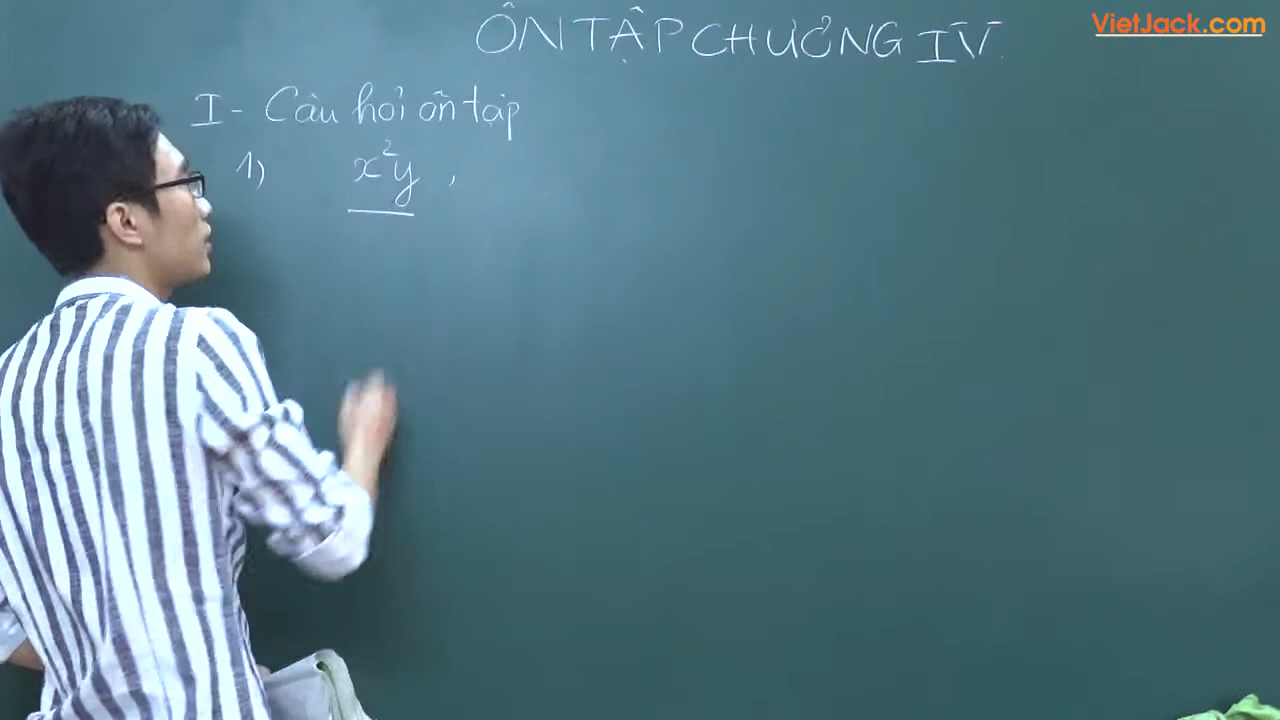 ÔN TẬP CHƯƠNG IV
VietJack.com
I - Câu hỏi ôn tập
1) x²y ,